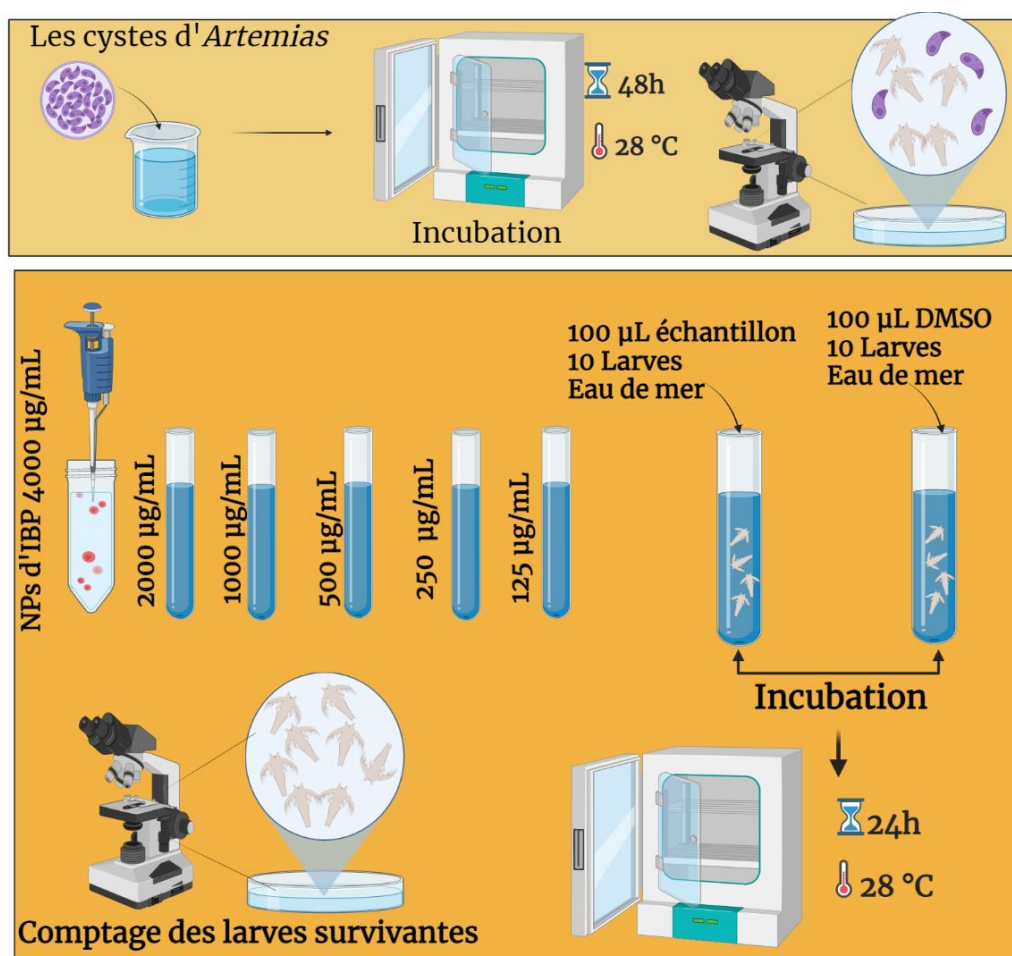 Les cystes d'Artemias
48h
28 °C
Incubation
NPs d'IBP 4000 µg/mL
2000 µg/mL
1000 µg/mL
500 µg/mL
250 µg/mL
125 µg/mL
100 µL échantillon
10 Larves
Eau de mer
100 µL DMSO
10 Larves
Eau de mer
Incubation
24h
28 °C
Comptage des larves survivantes